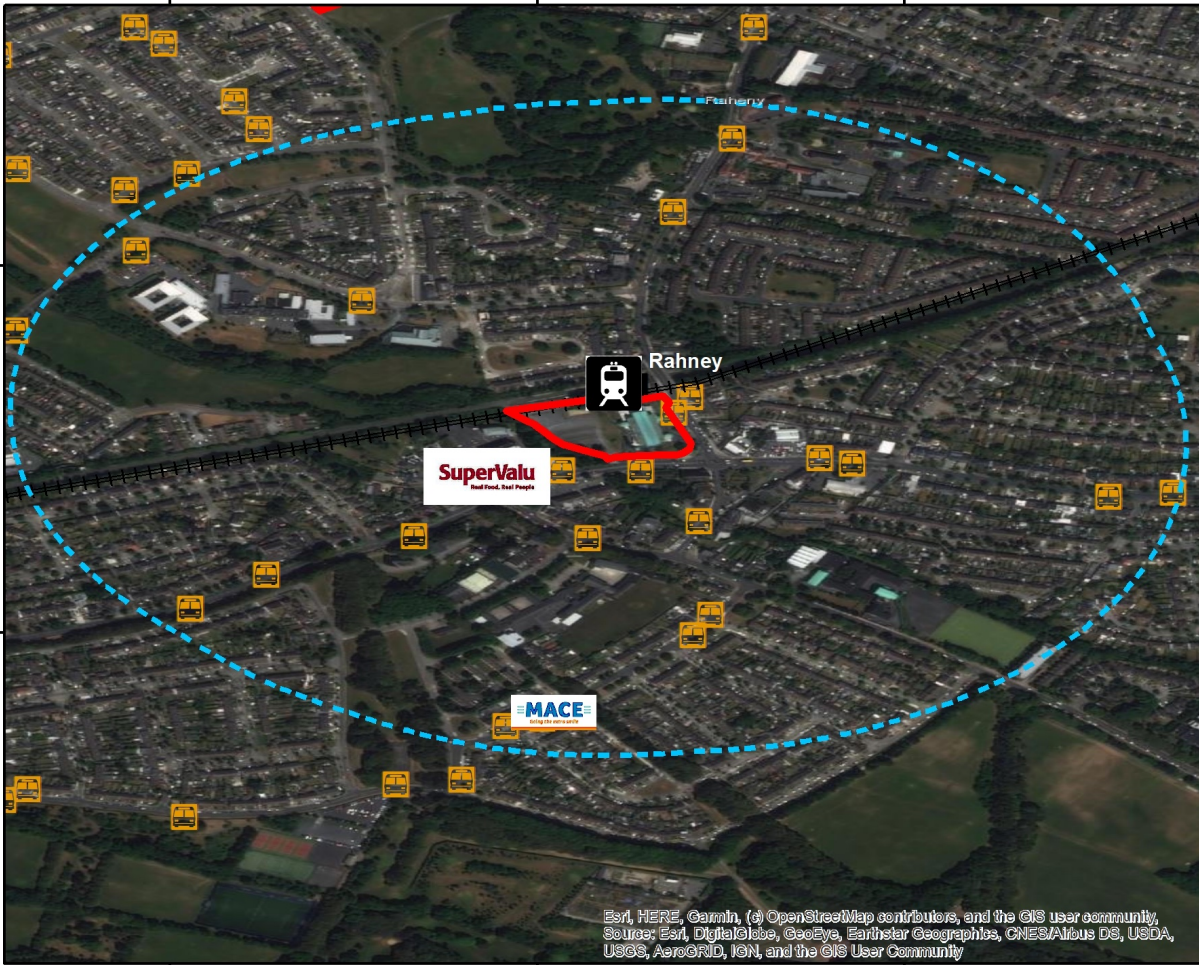 Raheny
Rahney
SuperValu
Real Food, Real People
MACE
Esri, HERE, Garmin, (c) OpenStreetMap contributors, and the GIS user community,
Source: Esri, DigitalGlobe, GeoEye, Earthstar Geographics, CNES/Airbus DS, USDA,
USGS, AeroGRID, IGN, and the GIS User Community